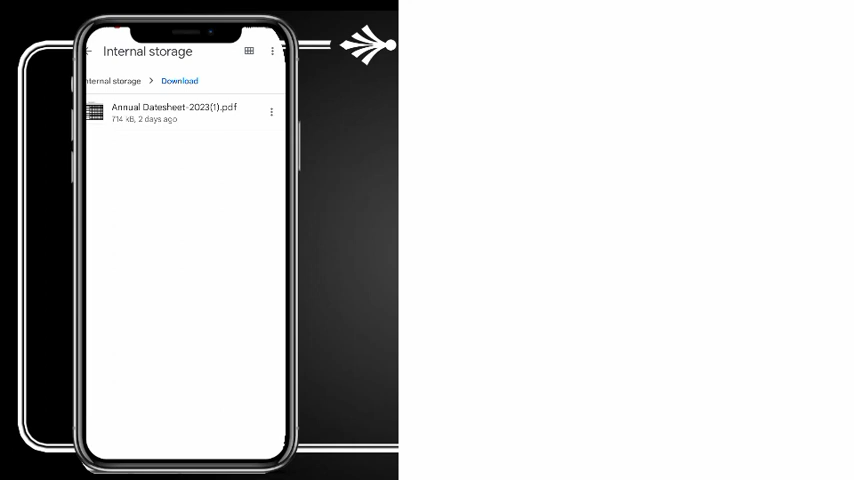 Internal storage
nternal storage > Download
Annual Datesheet-2023(1).pdf
714 kB, 2 days ago